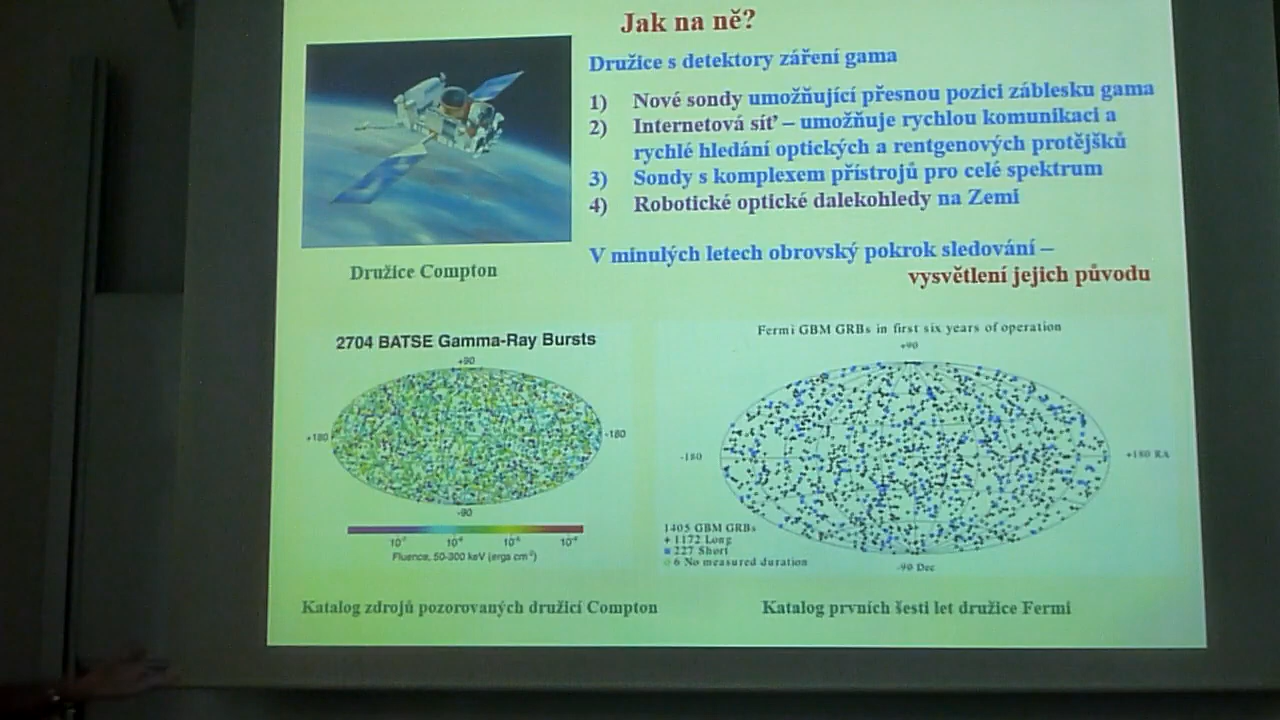 Jak na ně?
Družice s detektory záření gama
1) Nové sondy umožňující přesnou pozici záblesku gama
2) Internetová síť – umožňuje rychlou komunikaci a
rychlé hledání optických a rentgenových protějšků
3) Sondy s komplexem přístrojů pro celé spektrum
4) Robotické optické dalekohledy na Zemi
V minulých letech obrovský pokrok sledování –
vysvětlení jejich původu
Družice Compton
2704 BATSE Gamma-Ray Bursts
+90
+180
-180
-90
Fluence, 50-300 keV (ergs cm⁻²)
Katalog zdrojů pozorovaných družicí Compton
Fermi GBM GRBs in first six years of operation
+90
-180
+180 RA
1405 GBM GRBs
+ 1172 Long
227 Short
6 No measured duration
-90 Dec
Katalog prvních šesti let družice Fermi